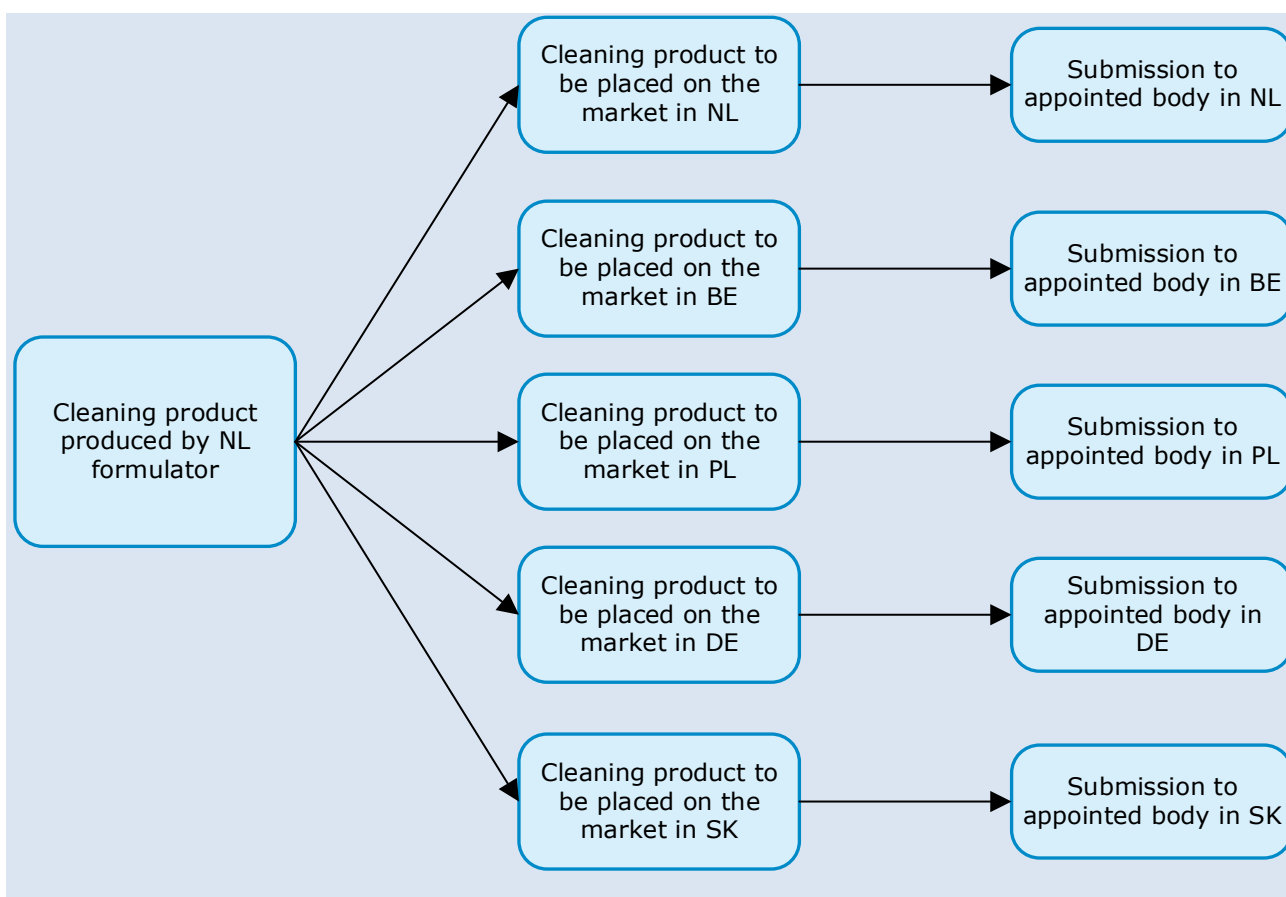 Cleaning product
produced by NL
formulator
Cleaning product to
be placed on the
market in NL
Submission to
appointed body in NL
Cleaning product to
be placed on the
market in BE
Submission to
appointed body in BE
Cleaning product to
be placed on the
market in PL
Submission to
appointed body in PL
Cleaning product to
be placed on the
market in DE
Submission to
appointed body in
DE
Cleaning product to
be placed on the
market in SK
Submission to
appointed body in SK